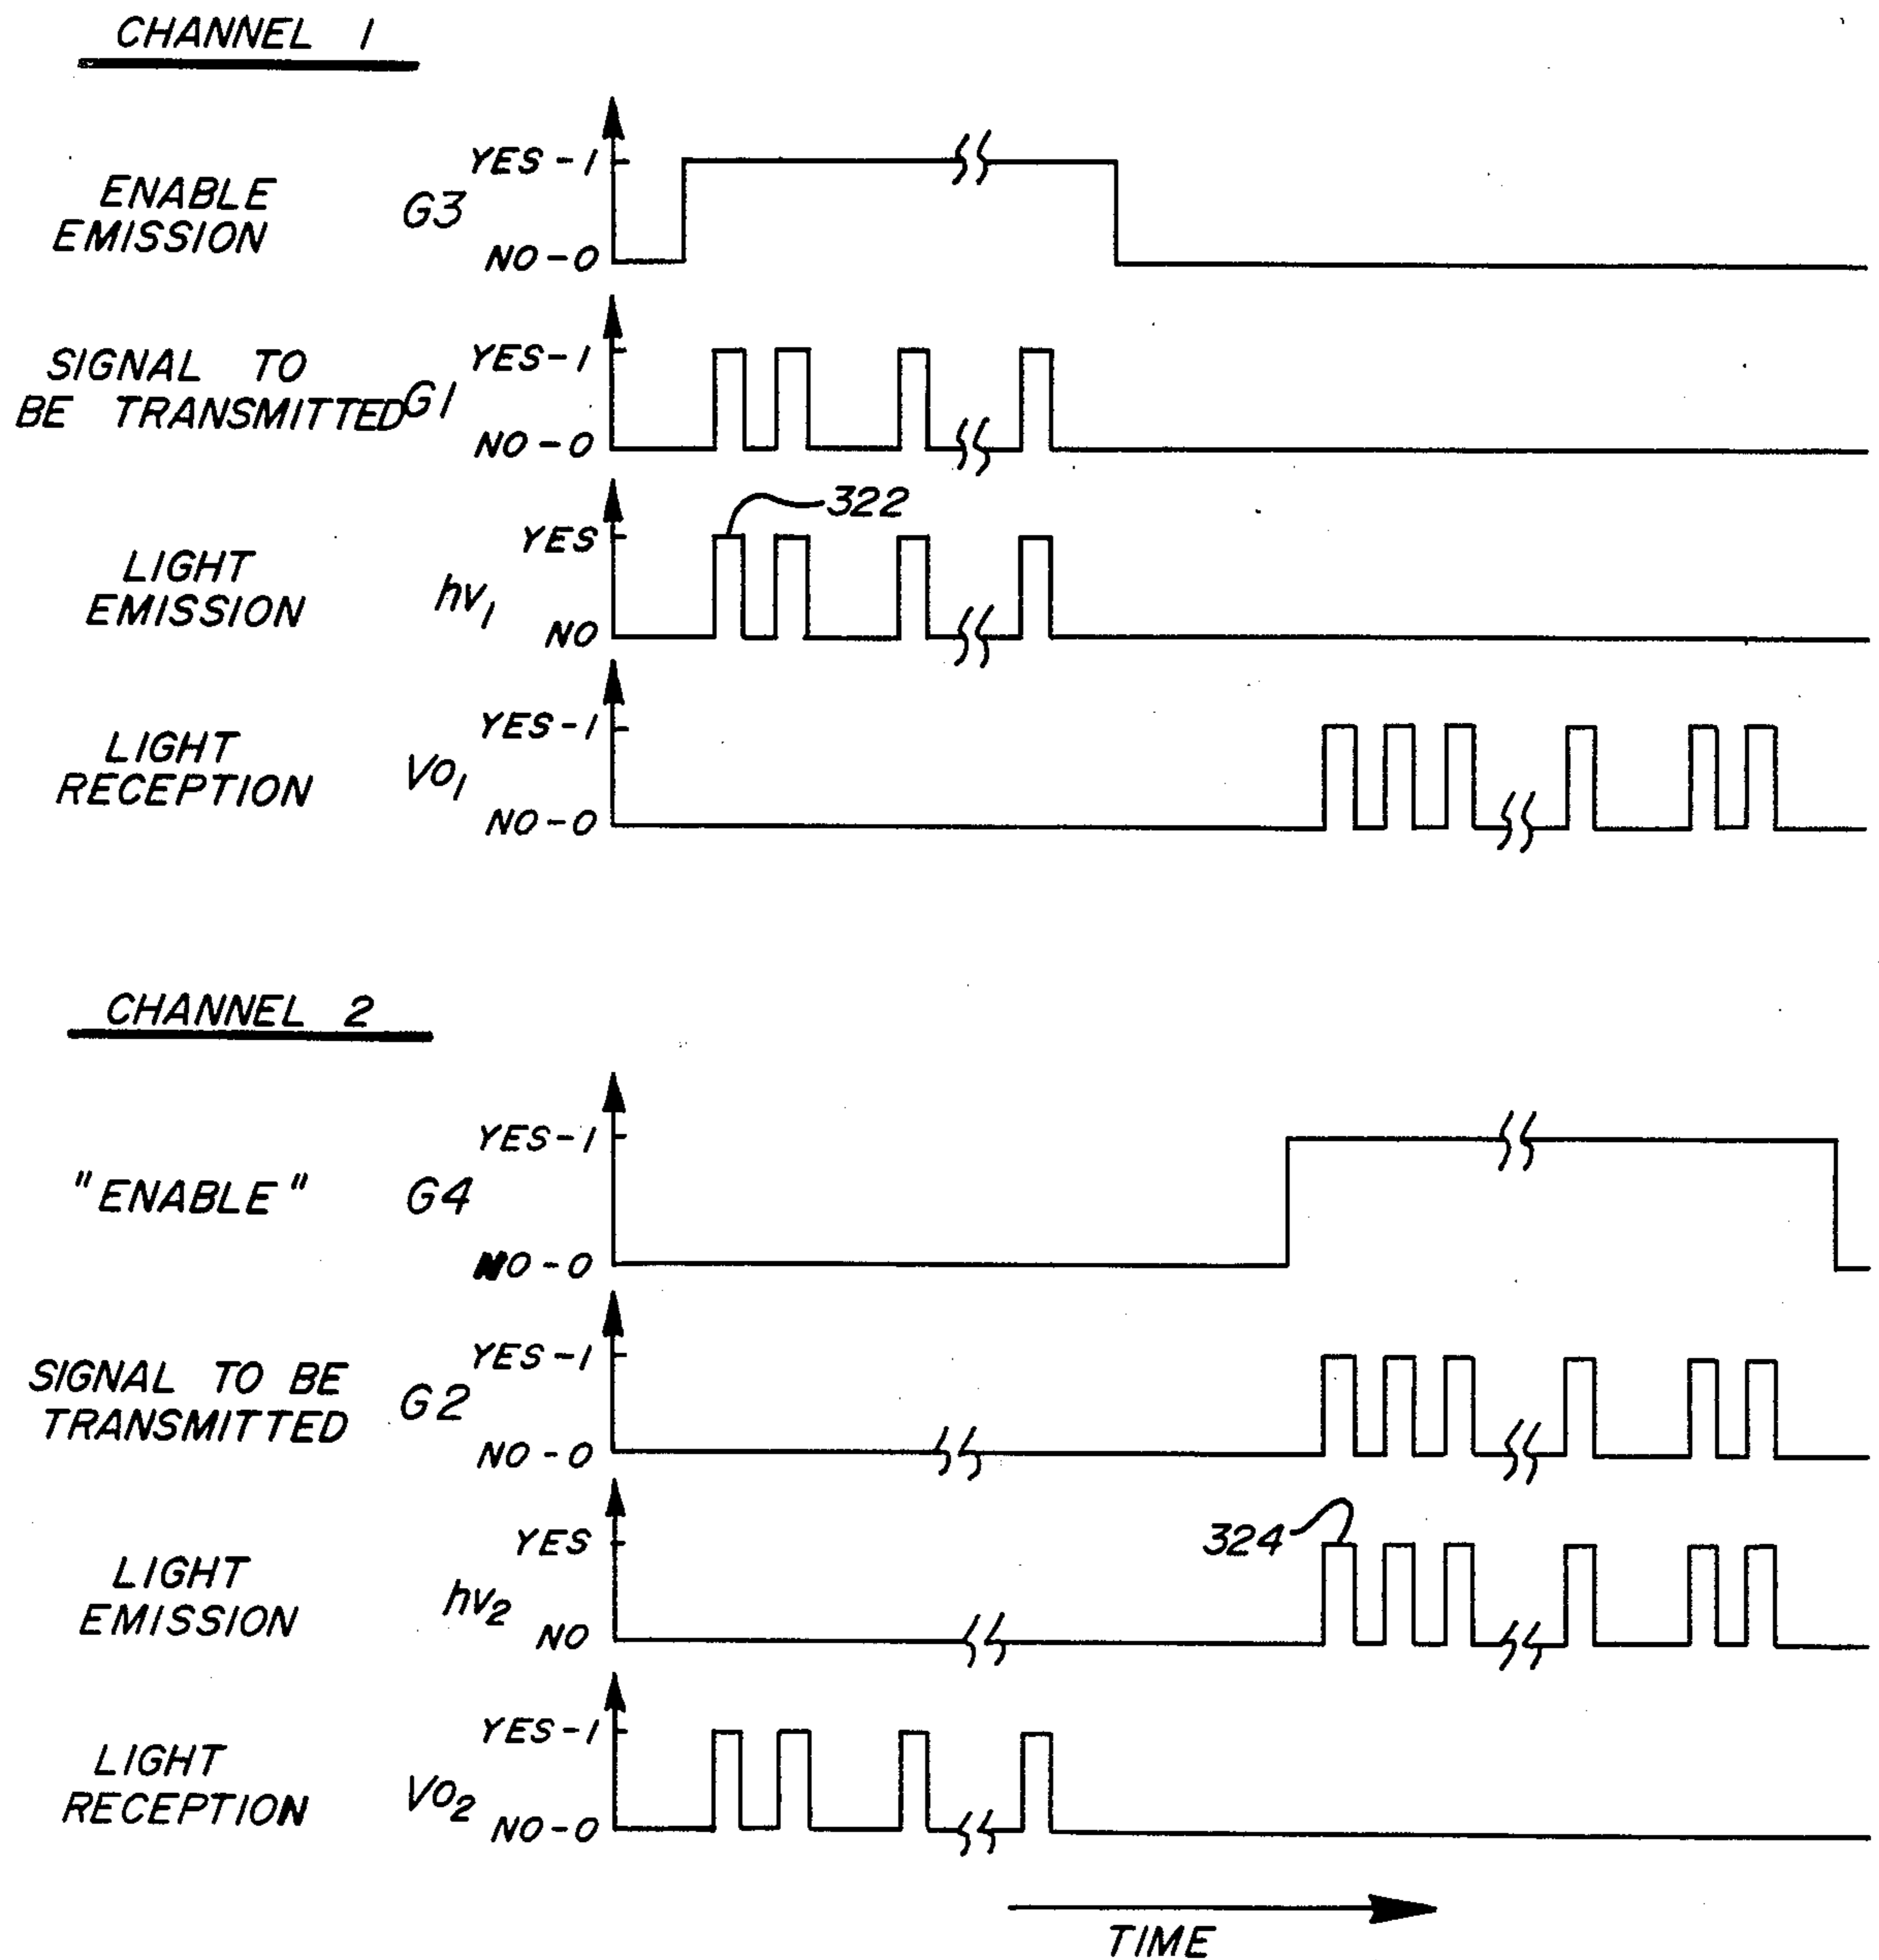 CHANNEL 1
YES-1
ENABLE
EMISSION
G3
NO-0
SIGNAL TO
BE TRANSMITTED
G1
YES-1
NO-0
322
YES
LIGHT
EMISSION
hv1
NO
YES-1
LIGHT
RECEPTION
VO1
NO-0
CHANNEL 2
YES-1
"ENABLE"
G4
NO-0
YES-1
SIGNAL TO BE
TRANSMITTED
G2
NO-0
324
YES
LIGHT
EMISSION
hv2
NO
YES-1
LIGHT
RECEPTION
VO2
NO-0
TIME